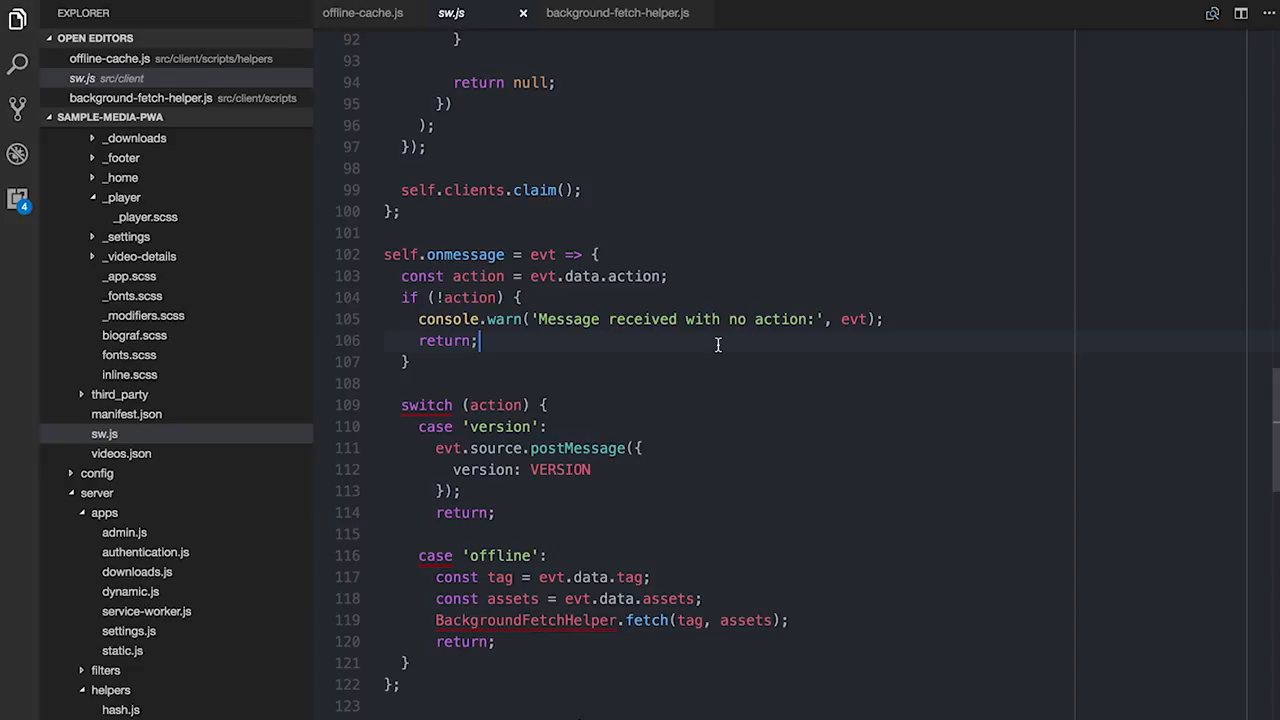 EXPLORER
OPEN EDITORS
offline-cache.js src/client/scripts/helpers
sw.js src/client
background-fetch-helper.js src/client/scripts
SAMPLE-MEDIA-PWA
_downloads
_footer
_home
_player
_player.scss
_settings
_video-details
_app.scss
_fonts.scss
_modifiers.scss
biograf.scss
fonts.scss
inline.scss
third_party
manifest.json
sw.js
videos.json
config
server
apps
admin.js
authentication.js
downloads.js
dynamic.js
service-worker.js
settings.js
static.js
filters
helpers
hash.js
4
offline-cache.js sw.js × background-fetch-helper.js
92 }
93
94 return null;
95 })
96 );
97 });
98
99 self.clients.claim();
100 };
101
102 self.onmessage = evt => {
103 const action = evt.data.action;
104 if (!action) {
105 console.warn('Message received with no action:', evt);
106 return;
107 }
108
109 switch (action) {
110 case 'version':
111 evt.source.postMessage({
112 version: VERSION
113 });
114 return;
115
116 case 'offline':
117 const tag = evt.data.tag;
118 const assets = evt.data.assets;
119 BackgroundFetchHelper.fetch(tag, assets);
120 return;
121 }
122 };
123